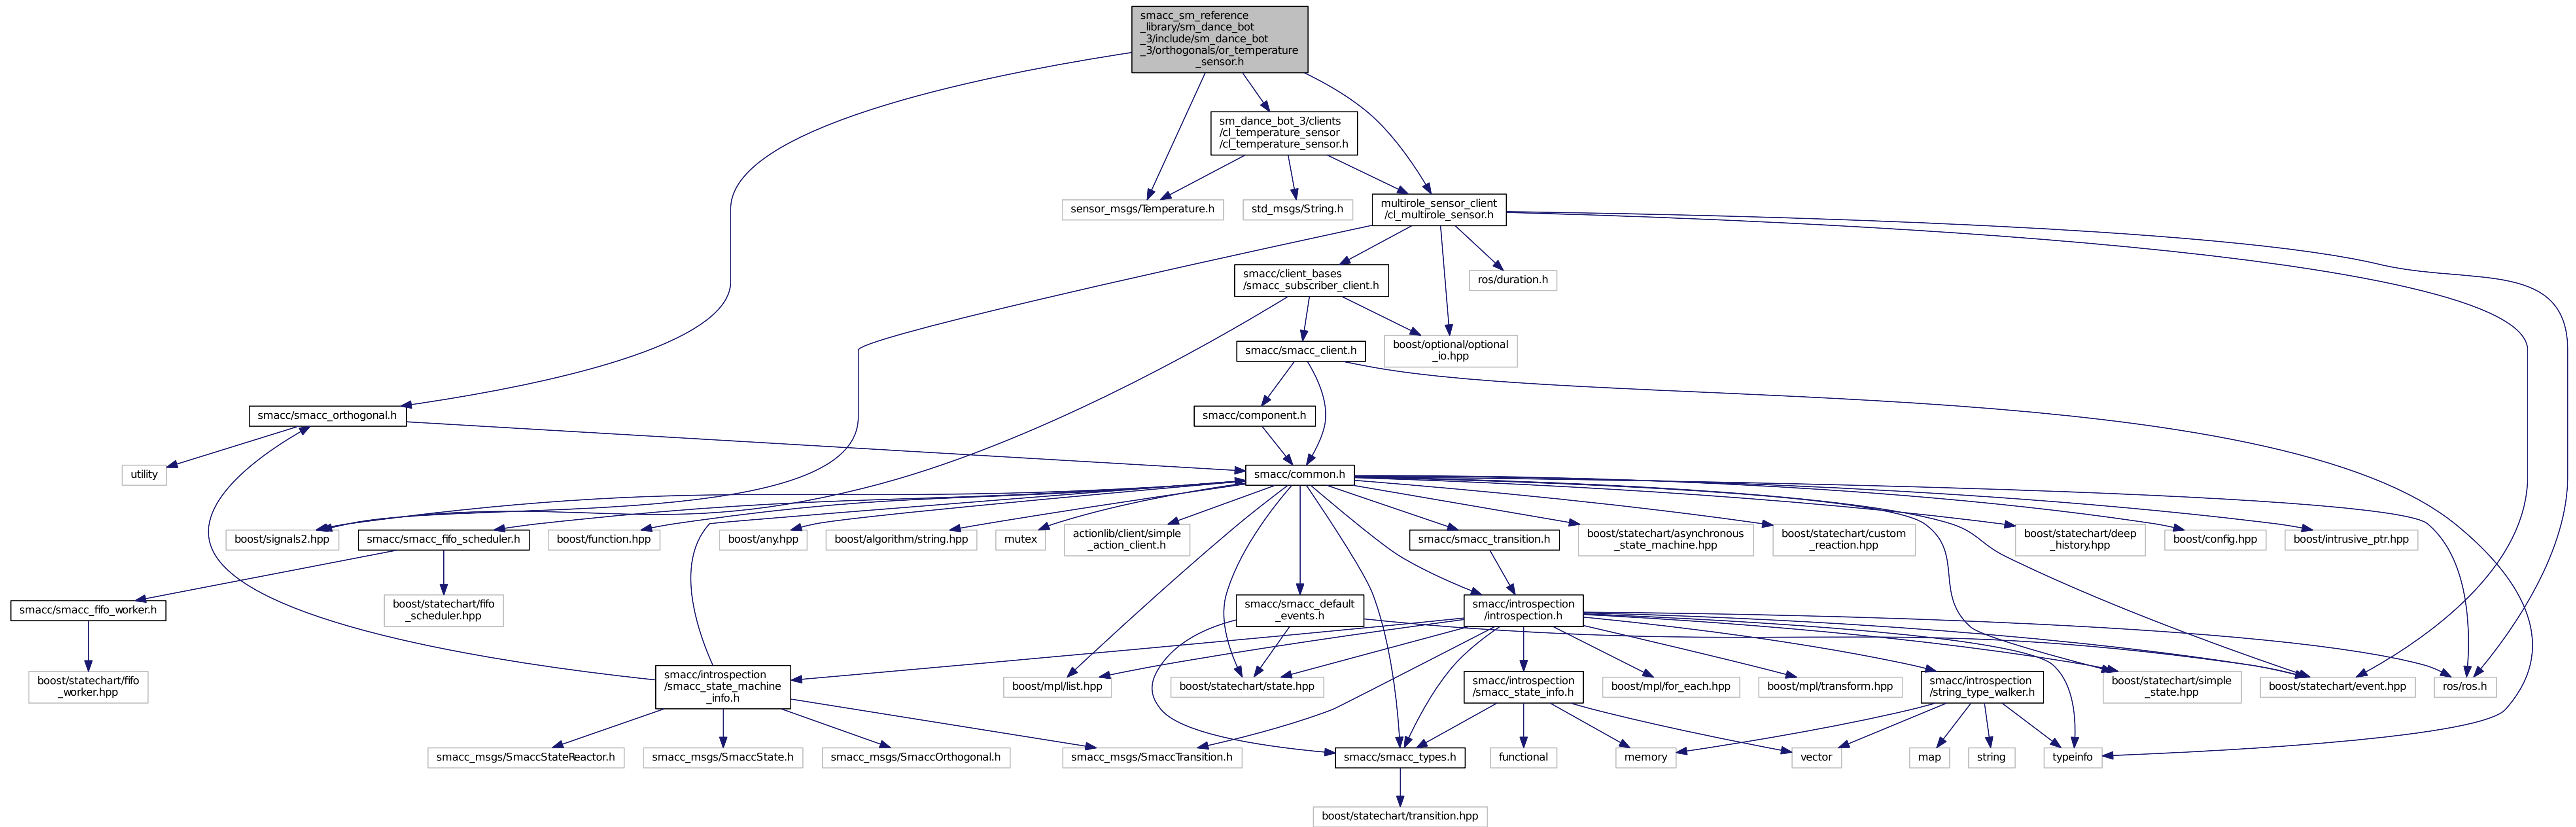 smacc_sm_reference
_library/sm_dance_bot
_3/include/sm_dance_bot
_3/orthogonals/or_temperature
_sensor.h
sm_dance_bot_3/clients
/cl_temperature_sensor
/cl_temperature_sensor.h
sensor_msgs/Temperature.h
std_msgs/String.h
multirole_sensor_client
/cl_multirole_sensor.h
smacc/client_bases
/smacc_subscriber_client.h
ros/duration.h
boost/optional/optional
_io.hpp
smacc/smacc_client.h
smacc/smacc_orthogonal.h
smacc/component.h
utility
smacc/common.h
boost/signals2.hpp
smacc/smacc_fifo_scheduler.h
boost/function.hpp
boost/any.hpp
boost/algorithm/string.hpp
mutex
actionlib/client/simple
_action_client.h
smacc/smacc_transition.h
boost/statechart/asynchronous
_state_machine.hpp
boost/statechart/custom
_reaction.hpp
boost/statechart/deep
_history.hpp
boost/config.hpp
boost/intrusive_ptr.hpp
smacc/smacc_fifo_worker.h
boost/statechart/fifo
_scheduler.hpp
smacc/smacc_default
_events.h
smacc/introspection
/introspection.h
boost/statechart/fifo
_worker.hpp
smacc/introspection
/smacc_state_machine
_info.h
boost/mpl/list.hpp
boost/statechart/state.hpp
smacc/introspection
/smacc_state_info.h
boost/mpl/for_each.hpp
boost/mpl/transform.hpp
smacc/introspection
/string_type_walker.h
boost/statechart/simple
_state.hpp
boost/statechart/event.hpp
ros/ros.h
smacc_msgs/SmaccStateReactor.h
smacc_msgs/SmaccState.h
smacc_msgs/SmaccOrthogonal.h
smacc_msgs/SmaccTransition.h
smacc/smacc_types.h
functional
memory
vector
map
string
typeinfo
boost/statechart/transition.hpp